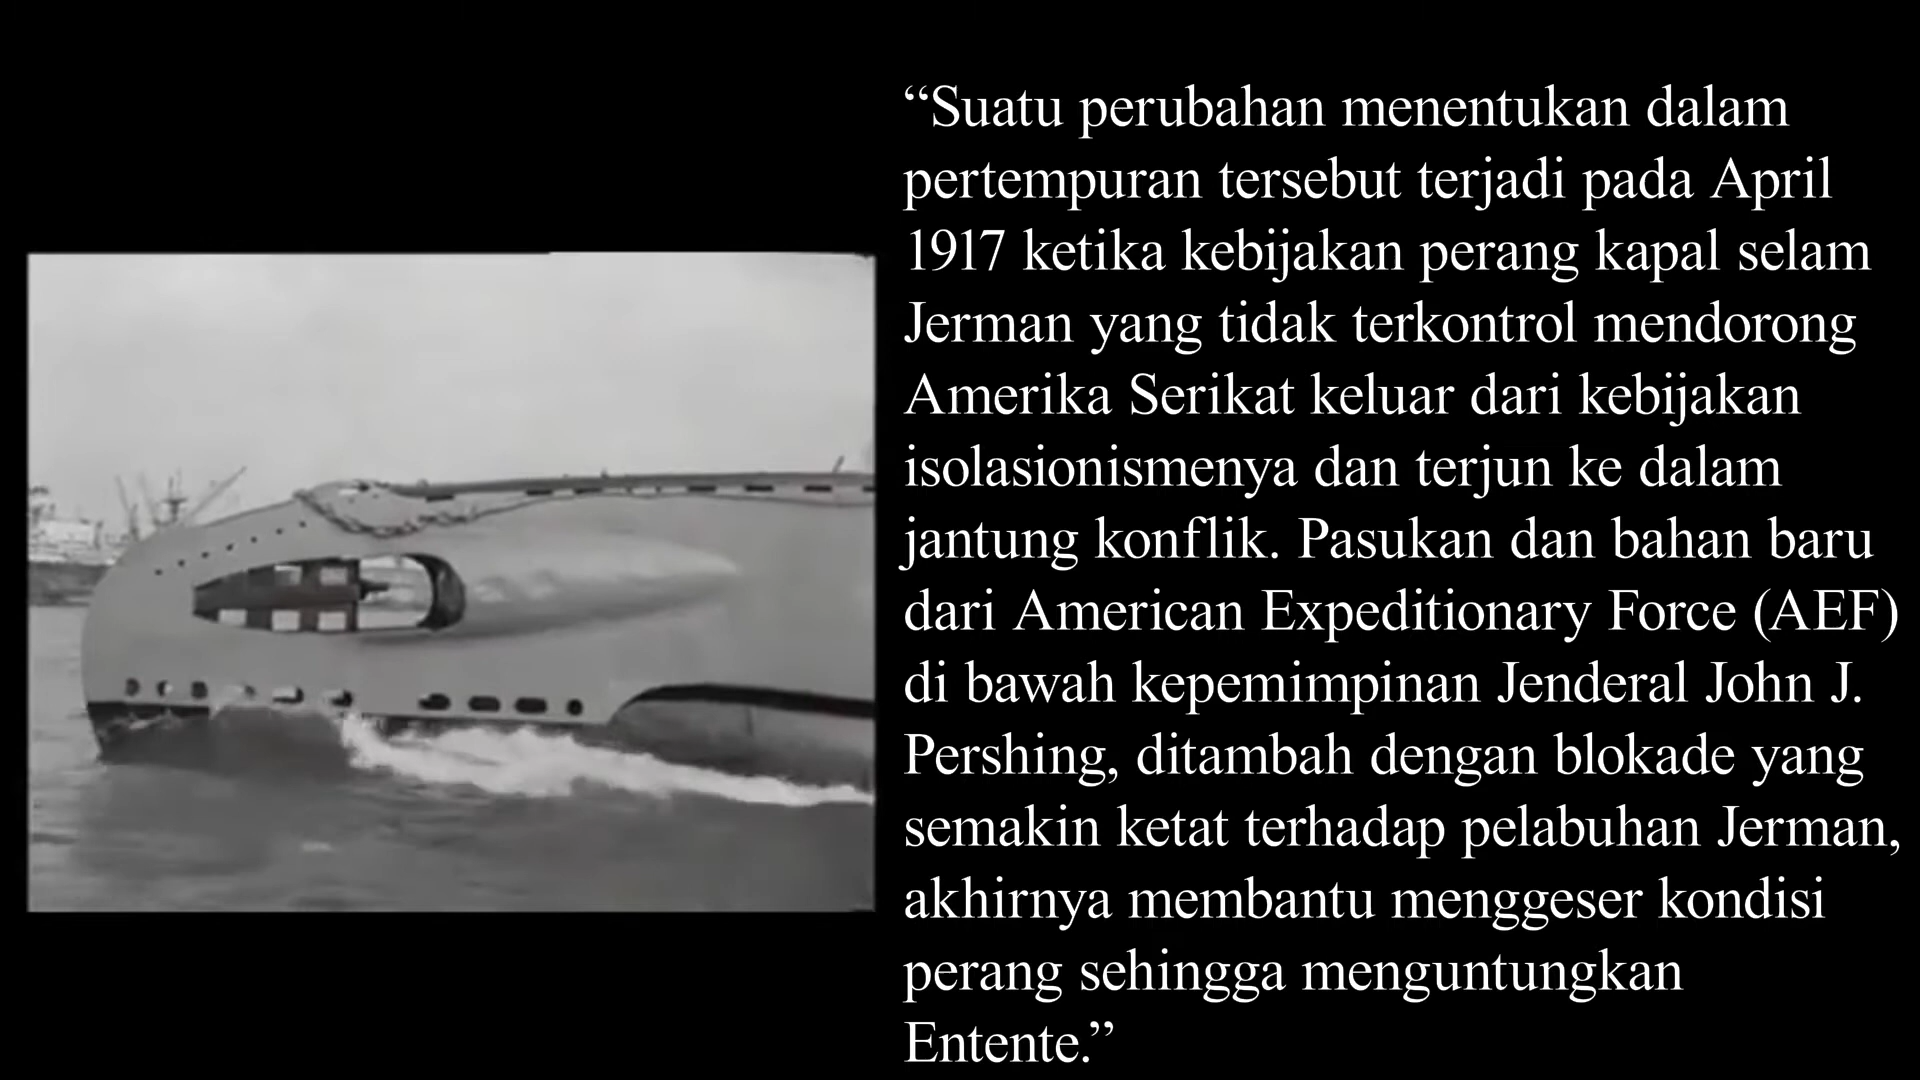 “Suatu perubahan menentukan dalam
pertempuran tersebut terjadi pada April
1917 ketika kebijakan perang kapal selam
Jerman yang tidak terkontrol mendorong
Amerika Serikat keluar dari kebijakan
isolasionismenya dan terjun ke dalam
jantung konflik. Pasukan dan bahan baru
dari American Expeditionary Force (AEF)
di bawah kepemimpinan Jenderal John J.
Pershing, ditambah dengan blokade yang
semakin ketat terhadap pelabuhan Jerman,
akhirnya membantu menggeser kondisi
perang sehingga menguntungkan
Entente.”